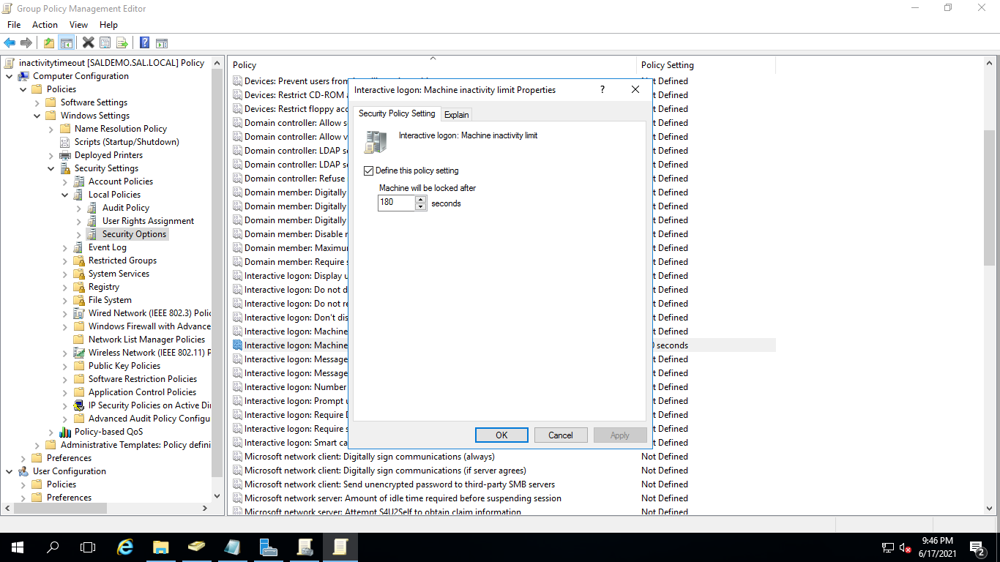 Group Policy Management Editor
File Action View Help
inactivitytimeout [SALDEMO.SAL.LOCAL] Policy
Computer Configuration
Policies
Software Settings
Windows Settings
Name Resolution Policy
Scripts (Startup/Shutdown)
Deployed Printers
Security Settings
Account Policies
Local Policies
Audit Policy
User Rights Assignment
Security Options
Event Log
Restricted Groups
System Services
Registry
File System
Wired Network (IEEE 802.3) Polic
Windows Firewall with Advance
Network List Manager Policies
Wireless Network (IEEE 802.11) P
Public Key Policies
Software Restriction Policies
Application Control Policies
IP Security Policies on Active Di
Advanced Audit Policy Configu
Policy-based QoS
Administrative Templates: Policy defini
Preferences
User Configuration
Policies
Preferences
Policy Policy Setting
Devices: Prevent users from Not Defined
Devices: Restrict CD-ROM t Defined
Devices: Restrict floppy acc t Defined
Domain controller: Allow s t Defined
Domain controller: Allow v t Defined
Domain controller: LDAP se t Defined
Domain controller: LDAP se t Defined
Domain controller: Refuse t Defined
Domain member: Digitally t Defined
Domain member: Digitally t Defined
Domain member: Digitally t Defined
Domain member: Disable t Defined
Domain member: Maximu t Defined
Domain member: Require s t Defined
Interactive logon: Display u t Defined
Interactive logon: Do not d t Defined
Interactive logon: Do not re t Defined
Interactive logon: Don't dis t Defined
Interactive logon: Machine t Defined
Interactive logon: Machine seconds
Interactive logon: Message t Defined
Interactive logon: Message t Defined
Interactive logon: Number t Defined
Interactive logon: Prompt u t Defined
Interactive logon: Require D t Defined
Interactive logon: Require s t Defined
Interactive logon: Smart ca t Defined
Microsoft network client: Digitally sign communications (always) Not Defined
Microsoft network client: Digitally sign communications (if server agrees) Not Defined
Microsoft network client: Send unencrypted password to third-party SMB servers Not Defined
Microsoft network server: Amount of idle time required before suspending session Not Defined
Microsoft network server: Attempt S4U2Self to obtain claim information Not Defined
Interactive logon: Machine inactivity limit Properties ?
Security Policy Setting Explain
Interactive logon: Machine inactivity limit
Define this policy setting
Machine will be locked after
180 seconds
OK Cancel Apply
9:46 PM
6/17/2021
2